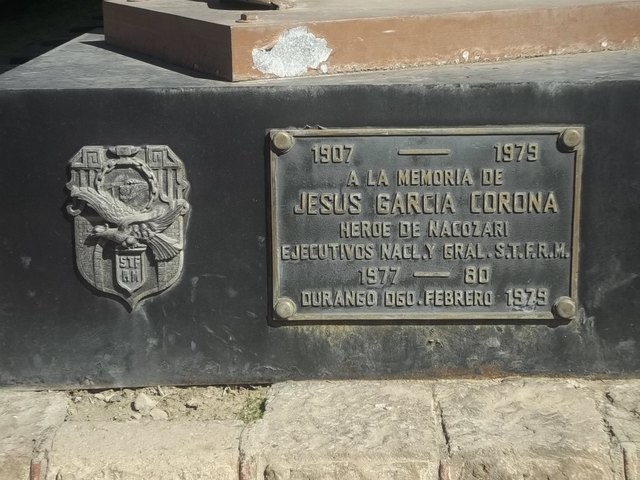 STF
RM
1907 — 1979
A LA MEMORIA DE
JESUS GARCIA CORONA
HEROE DE NACOZARI
EJECUTIVOS NACL.Y GRAL.S.T.F.R.M.
1977 — 80
DURANGO DGO.FEBRERO 1979